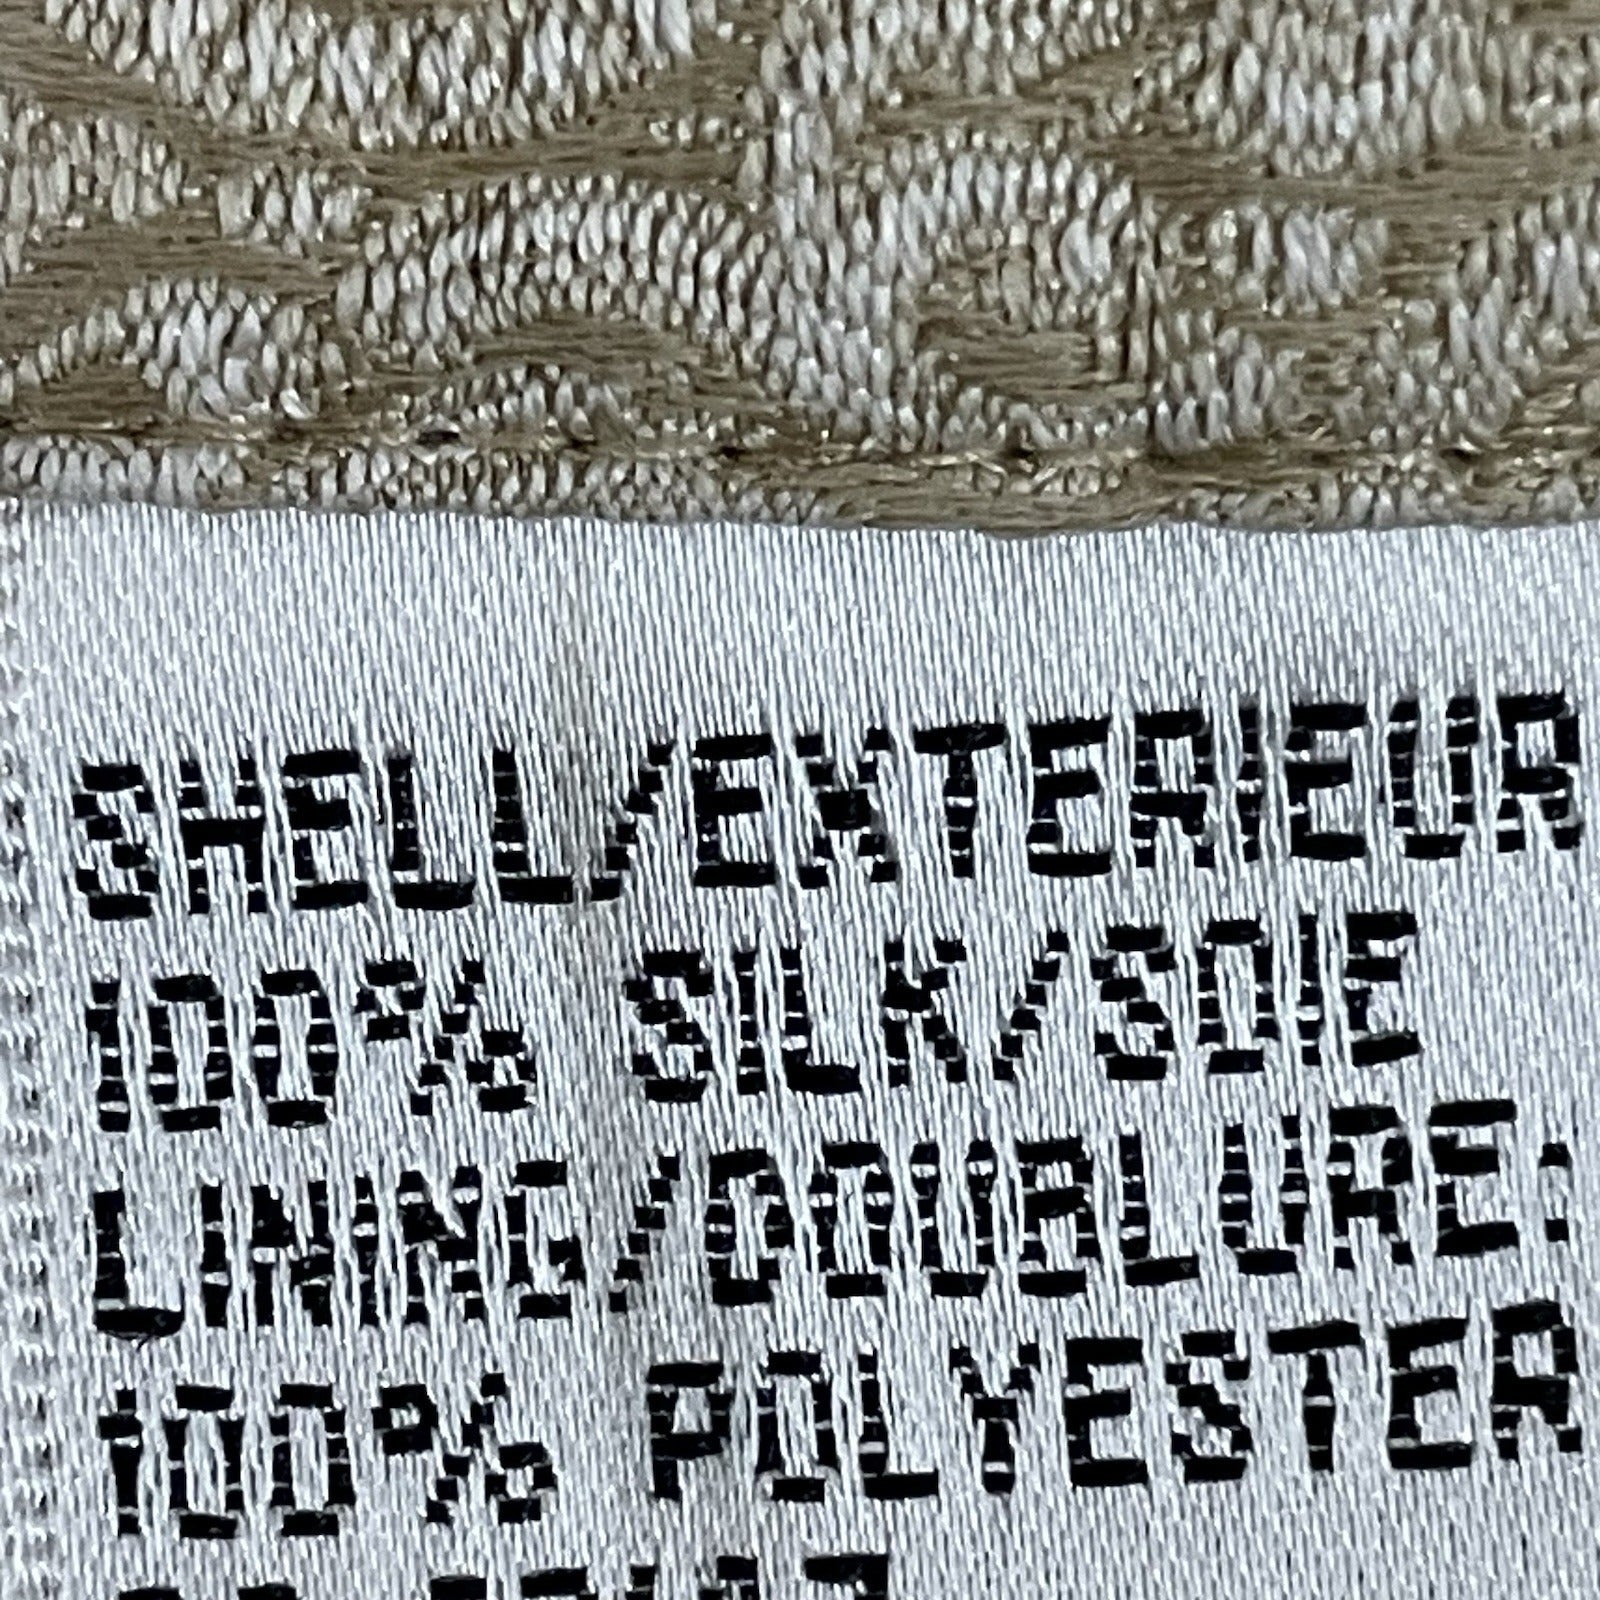 SHELL/EXTERIEUR
100% SILK/SOIE
LINING/DOUBLURE:
100% POLYESTER